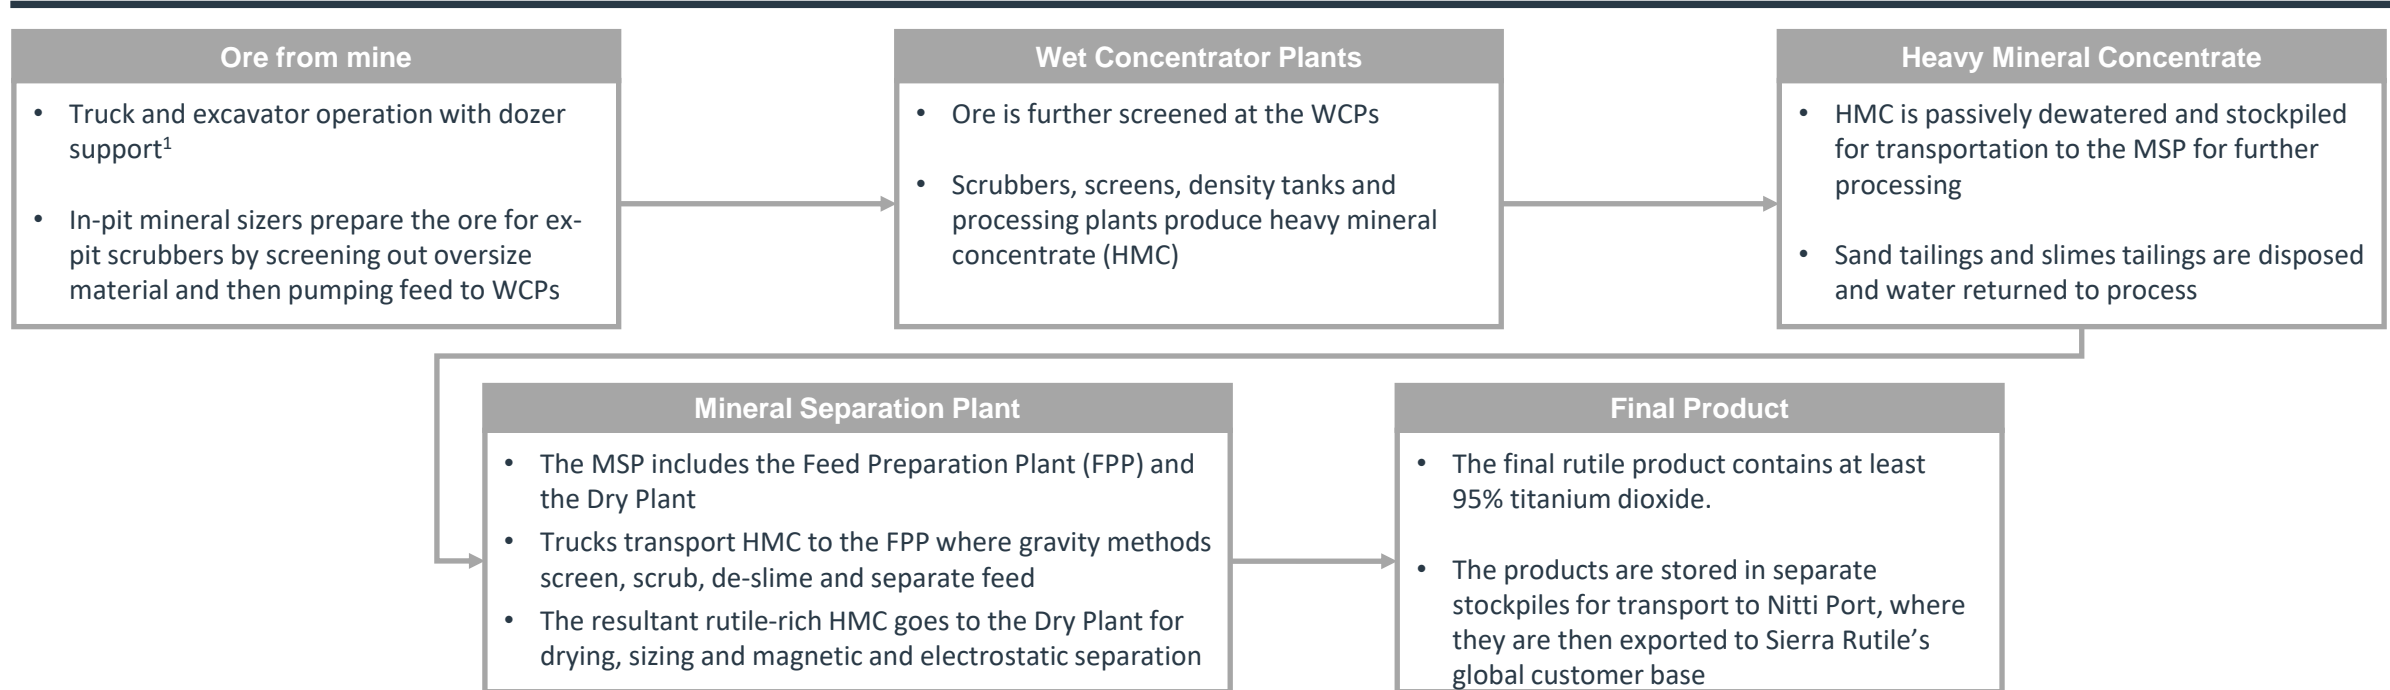 Ore from mine
• Truck and excavator operation with dozer
support¹
• In-pit mineral sizers prepare the ore for ex-
pit scrubbers by screening out oversize
material and then pumping feed to WCPs
Wet Concentrator Plants
• Ore is further screened at the WCPs
• Scrubbers, screens, density tanks and
processing plants produce heavy mineral
concentrate (HMC)
Heavy Mineral Concentrate
• HMC is passively dewatered and stockpiled
for transportation to the MSP for further
processing
• Sand tailings and slimes tailings are disposed
and water returned to process
Mineral Separation Plant
• The MSP includes the Feed Preparation Plant (FPP) and
the Dry Plant
• Trucks transport HMC to the FPP where gravity methods
screen, scrub, de-slime and separate feed
• The resultant rutile-rich HMC goes to the Dry Plant for
drying, sizing and magnetic and electrostatic separation
Final Product
• The final rutile product contains at least
95% titanium dioxide.
• The products are stored in separate
stockpiles for transport to Nitti Port, where
they are then exported to Sierra Rutile’s
global customer base